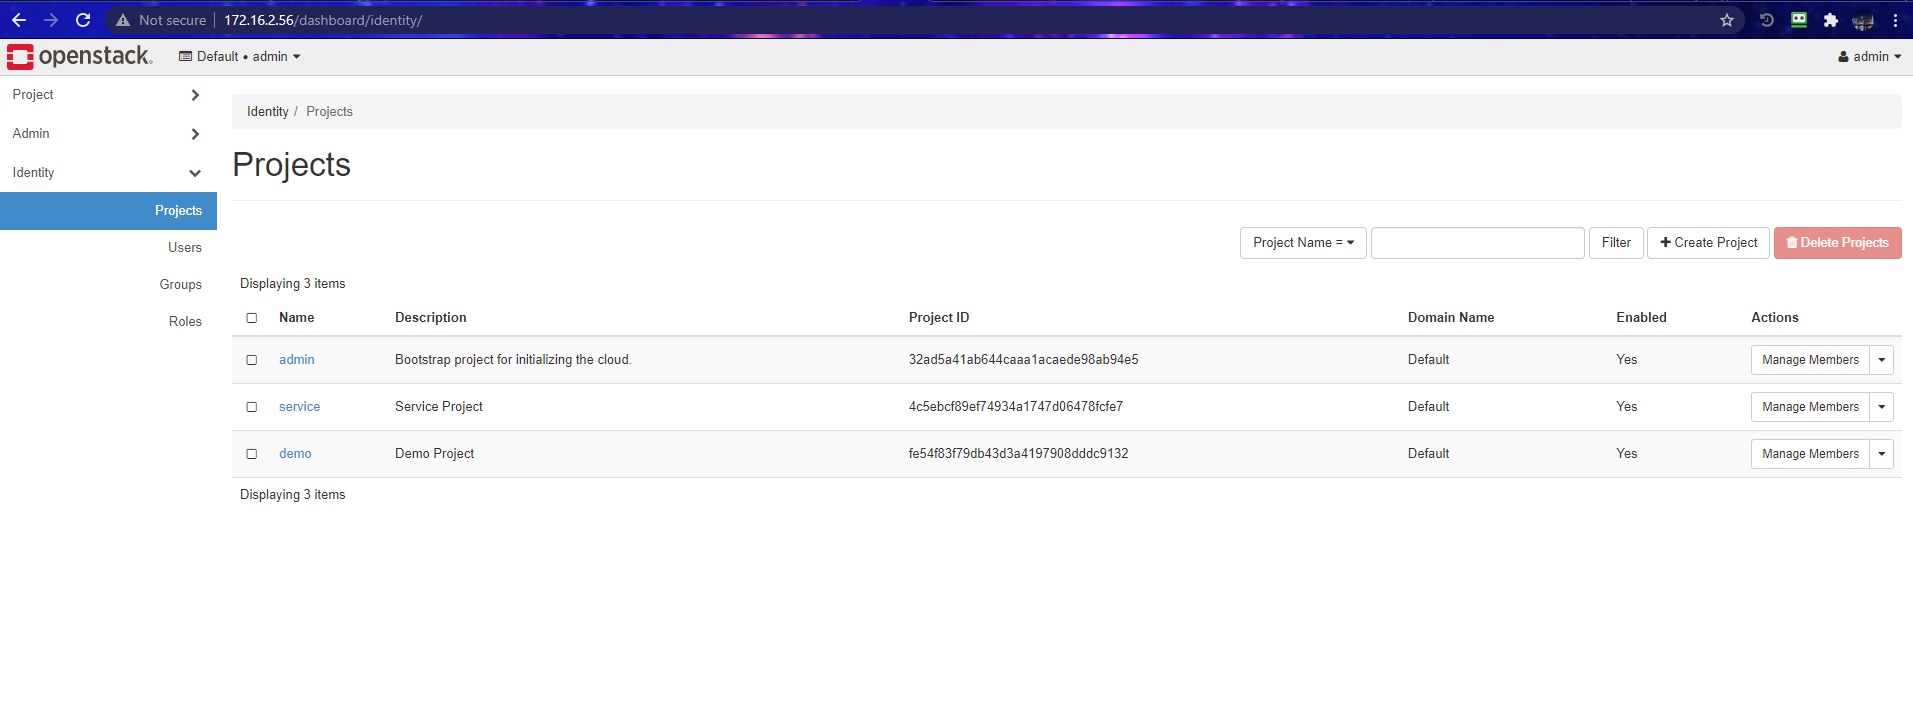 Not secure 172.16.2.56/dashboard/identity/
openstack. Default • admin admin
Project
Admin
Identity
Projects
Users
Groups
Roles
Identity / Projects
Projects
Project Name = Filter Create Project Delete Projects
Displaying 3 items
Name Description Project ID Domain Name Enabled Actions
admin Bootstrap project for initializing the cloud. 32ad5a41ab644caaa1acaede98ab94e5 Default Yes Manage Members
service Service Project 4c5ebcf89ef74934a1747d06478fcfe7 Default Yes Manage Members
demo Demo Project fe54f83f79db43d3a4197908dddc9132 Default Yes Manage Members
Displaying 3 items